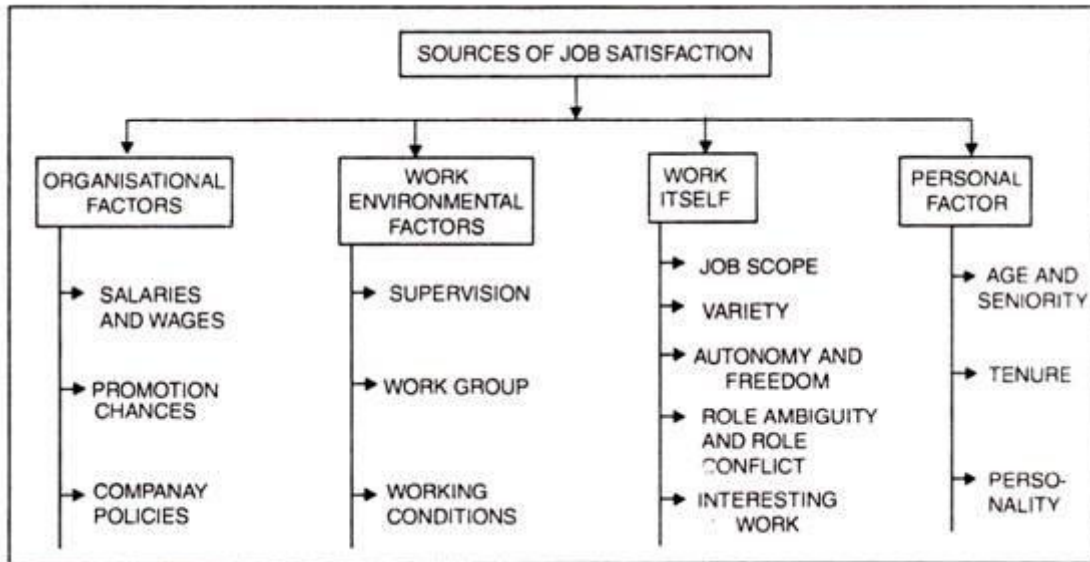 SOURCES OF JOB SATISFACTION
ORGANISATIONAL
FACTORS
SALARIES
AND WAGES
PROMOTION
CHANCES
COMPANAY
POLICIES
WORK
ENVIRONMENTAL
FACTORS
SUPERVISION
WORK GROUP
WORKING
CONDITIONS
WORK
ITSELF
JOB SCOPE
VARIETY
AUTONOMY AND
FREEDOM
ROLE AMBIGUITY
AND ROLE
CONFLICT
INTERESTING
WORK
PERSONAL
FACTOR
AGE AND
SENIORITY
TENURE
PERSO-
NALITY